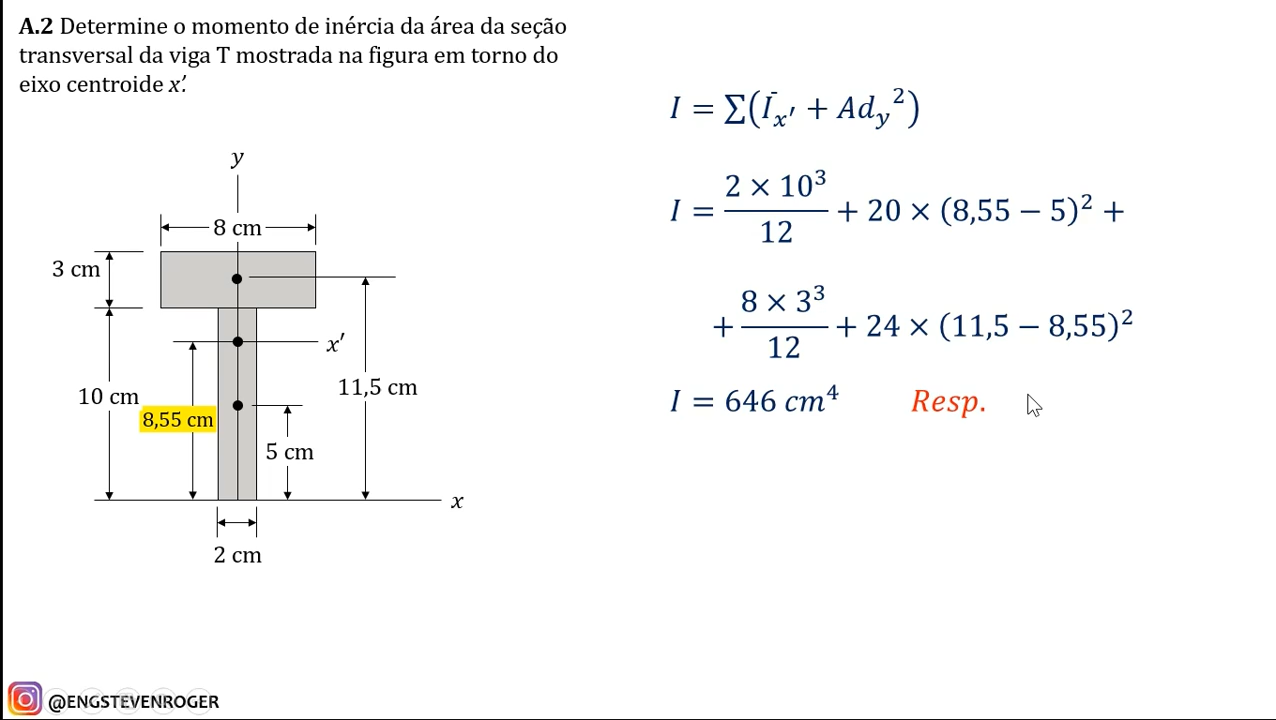 A.2 Determine o momento de inércia da área da seção
transversal da viga T mostrada na figura em torno do
eixo centroide x'.
I = ∑(Ī_x′ + Ad_y²)
I = (2 × 10³)/12 + 20 × (8,55 − 5)² +
+ (8 × 3³)/12 + 24 × (11,5 − 8,55)²
I = 646 cm⁴ Resp.
y
8 cm
3 cm
x′
11,5 cm
10 cm
8,55 cm
5 cm
x
2 cm
@ENGSTEVENROGER